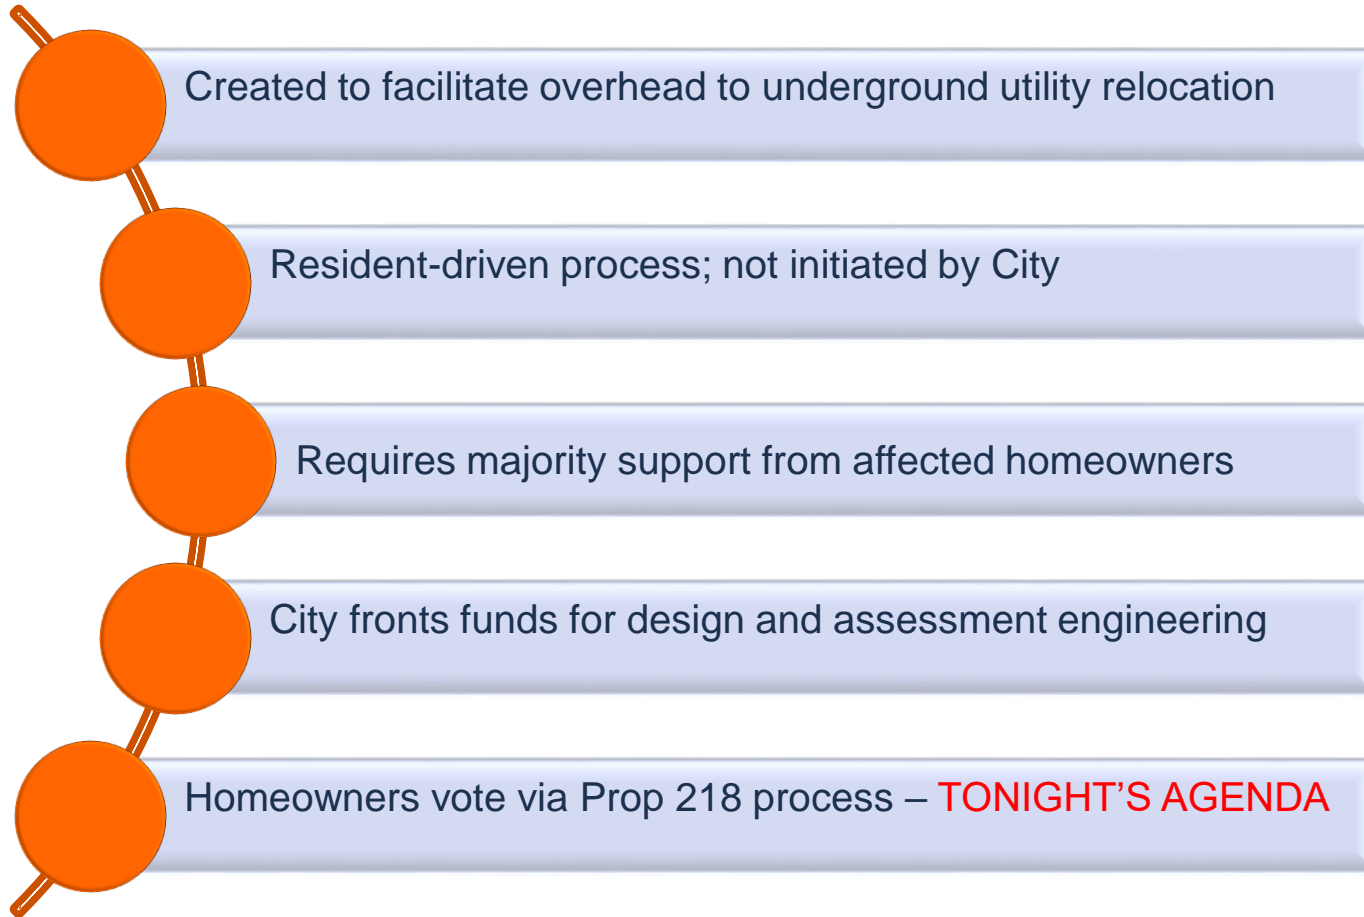 Created to facilitate overhead to underground utility relocation
Resident-driven process; not initiated by City
Requires majority support from affected homeowners
City fronts funds for design and assessment engineering
Homeowners vote via Prop 218 process – TONIGHT’S AGENDA